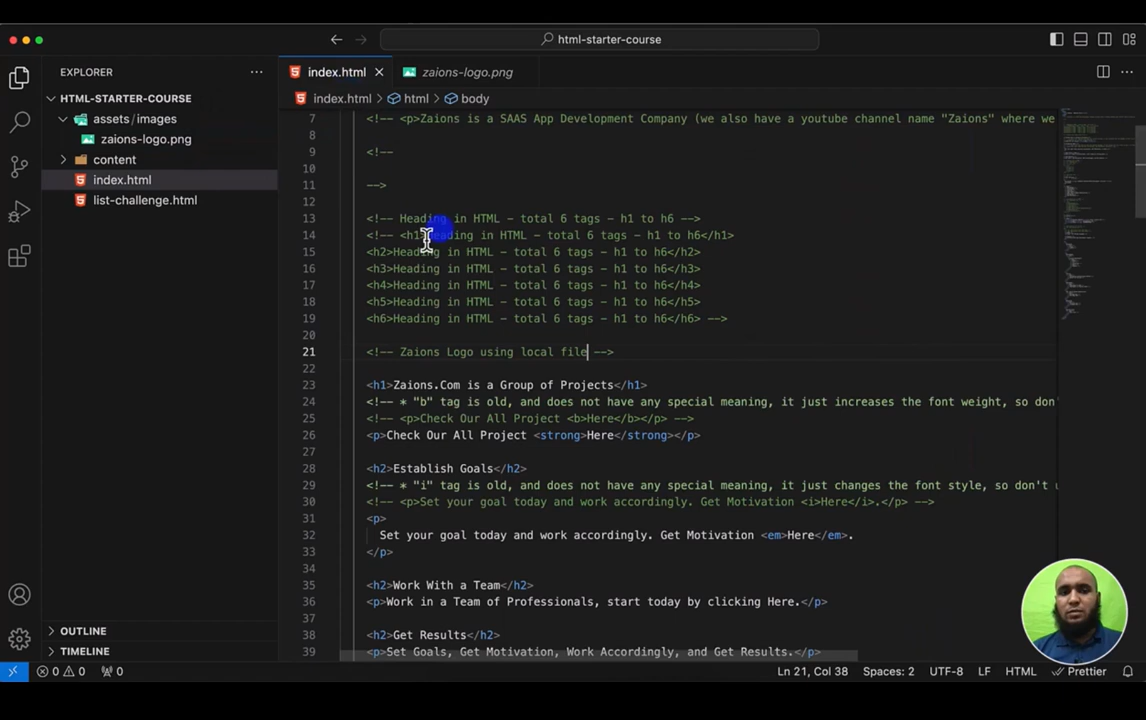 html-starter-course
EXPLORER
HTML-STARTER-COURSE
assets/images
zaions-logo.png
content
index.html
list-challenge.html
OUTLINE
TIMELINE
index.html
zaions-logo.png
index.html > html > body
7 <!-- <p>Zaions is a SAAS App Development Company (we also have a youtube channel name "Zaions" where we
8
9 <!--
10
11 -->
12
13 <!-- Heading in HTML - total 6 tags - h1 to h6 -->
14 <!-- <h1>Heading in HTML - total 6 tags - h1 to h6</h1>
15 <h2>Heading in HTML - total 6 tags - h1 to h6</h2>
16 <h3>Heading in HTML - total 6 tags - h1 to h6</h3>
17 <h4>Heading in HTML - total 6 tags - h1 to h6</h4>
18 <h5>Heading in HTML - total 6 tags - h1 to h6</h5>
19 <h6>Heading in HTML - total 6 tags - h1 to h6</h6> -->
20
21 <!-- Zaions Logo using local file -->
22
23 <h1>Zaions.Com is a Group of Projects</h1>
24 <!-- * "b" tag is old, and does not have any special meaning, it just increases the font weight, so don'
25 <!-- <p>Check Our All Project <b>Here</b></p> -->
26 <p>Check Our All Project <strong>Here</strong></p>
27
28 <h2>Establish Goals</h2>
29 <!-- * "i" tag is old, and does not have any special meaning, it just changes the font style, so don't
30 <!-- <p>Set your goal today and work accordingly. Get Motivation <i>Here</i>.</p> -->
31 <p>
32 Set your goal today and work accordingly. Get Motivation <em>Here</em>.
33 </p>
34
35 <h2>Work With a Team</h2>
36 <p>Work in a Team of Professionals, start today by clicking Here.</p>
37
38 <h2>Get Results</h2>
39 <p>Set Goals, Get Motivation, Work Accordingly, and Get Results.</p>
0 0 0 Ln 21, Col 38 Spaces: 2 UTF-8 LF HTML Prettier